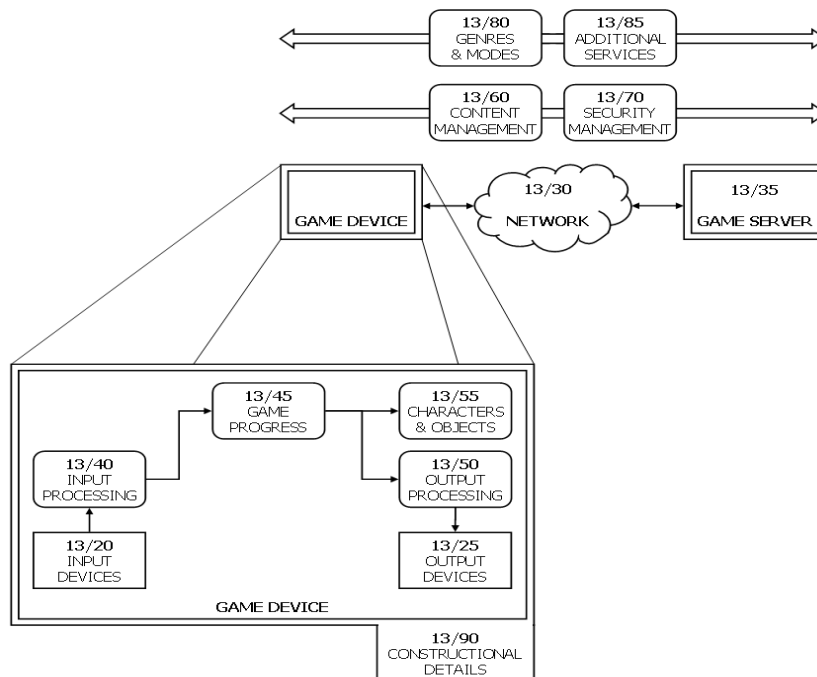 13/80
GENRES
& MODES
13/85
ADDITIONAL
SERVICES
13/60
CONTENT
MANAGEMENT
13/70
SECURITY
MANAGEMENT
GAME DEVICE
13/30
NETWORK
13/35
GAME SERVER
13/45
GAME
PROGRESS
13/55
CHARACTERS
& OBJECTS
13/40
INPUT
PROCESSING
13/50
OUTPUT
PROCESSING
13/20
INPUT
DEVICES
13/25
OUTPUT
DEVICES
GAME DEVICE
13/90
CONSTRUCTIONAL
DETAILS